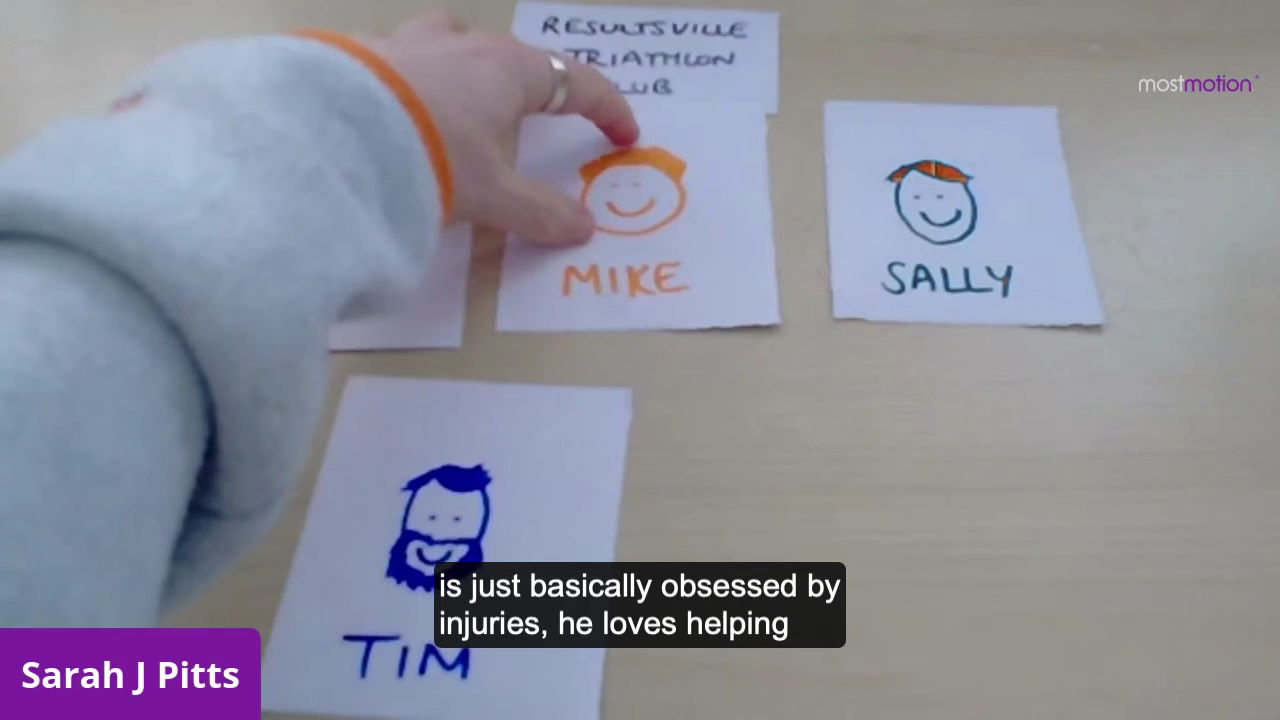 RESULTSVILLE
TRIATHLON
mostmotion
MIKE
SALLY
is just basically obsessed by
injuries, he loves helping
TIM
Sarah J Pitts